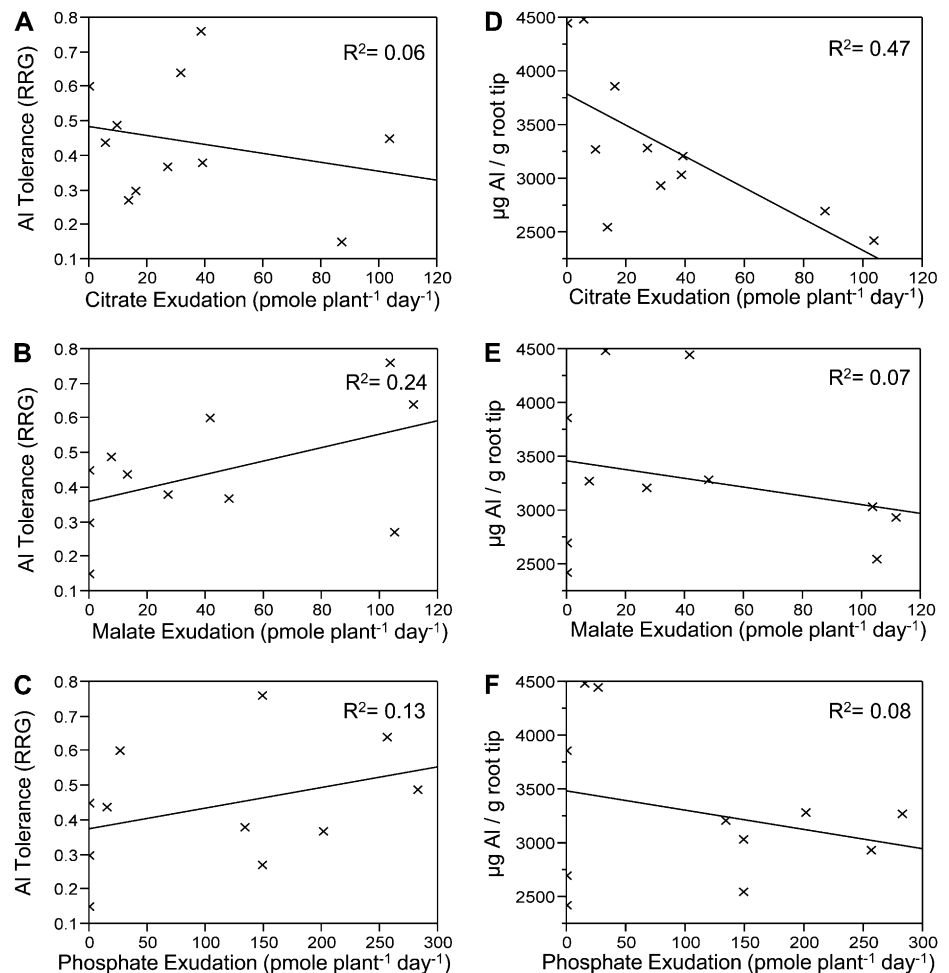 A
0.8
0.7
0.6
0.5
0.4
0.3
0.2
0.1
Al Tolerance (RRG)
R²= 0.06
0 20 40 60 80 100 120
Citrate Exudation (pmole plant⁻¹ day⁻¹)
D
4500
4000
3500
3000
2500
µg Al / g root tip
R²= 0.47
0 20 40 60 80 100 120
Citrate Exudation (pmole plant⁻¹ day⁻¹)
B
0.8
0.7
0.6
0.5
0.4
0.3
0.2
0.1
Al Tolerance (RRG)
R²= 0.24
0 20 40 60 80 100 120
Malate Exudation (pmole plant⁻¹ day⁻¹)
E
4500
4000
3500
3000
2500
µg Al / g root tip
R²= 0.07
0 20 40 60 80 100 120
Malate Exudation (pmole plant⁻¹ day⁻¹)
C
0.8
0.7
0.6
0.5
0.4
0.3
0.2
0.1
Al Tolerance (RRG)
R²= 0.13
0 50 100 150 200 250 300
Phosphate Exudation (pmole plant⁻¹ day⁻¹)
F
4500
4000
3500
3000
2500
µg Al / g root tip
R²= 0.08
0 50 100 150 200 250 300
Phosphate Exudation (pmole plant⁻¹ day⁻¹)